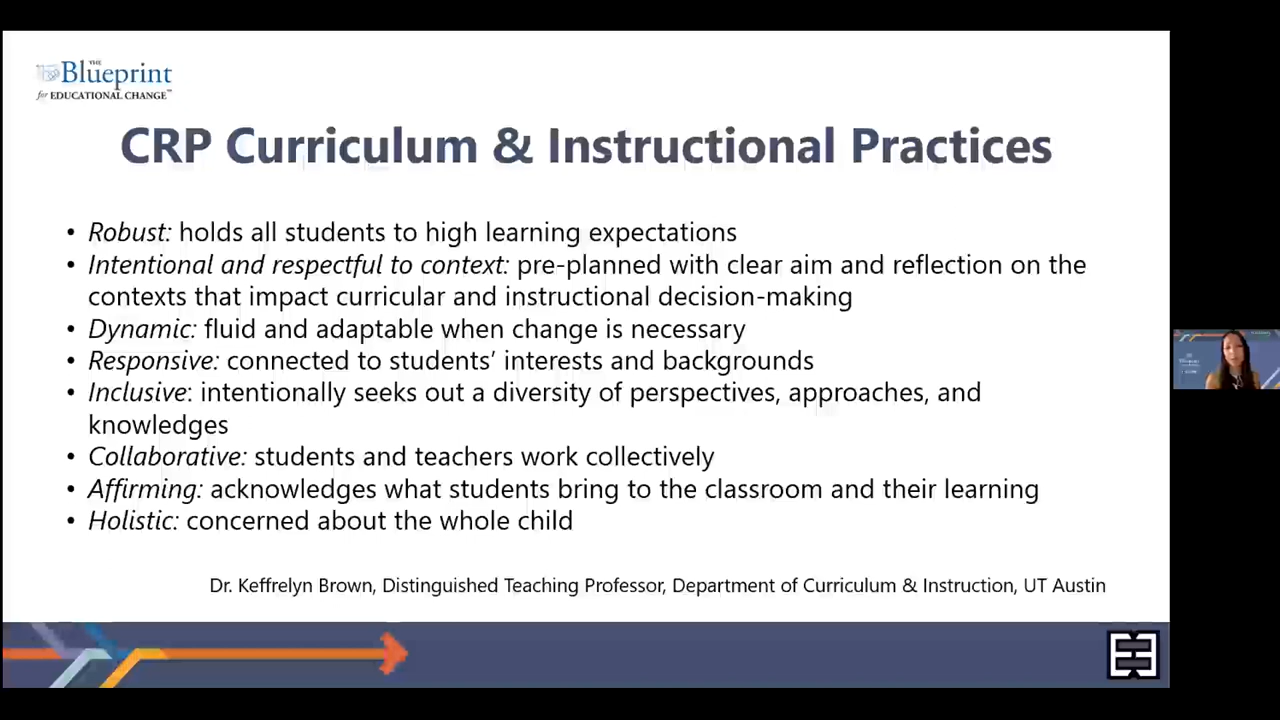 THE
Blueprint
for EDUCATIONAL CHANGE™
CRP Curriculum & Instructional Practices
• Robust: holds all students to high learning expectations
• Intentional and respectful to context: pre-planned with clear aim and reflection on the
contexts that impact curricular and instructional decision-making
• Dynamic: fluid and adaptable when change is necessary
• Responsive: connected to students’ interests and backgrounds
• Inclusive: intentionally seeks out a diversity of perspectives, approaches, and
knowledges
• Collaborative: students and teachers work collectively
• Affirming: acknowledges what students bring to the classroom and their learning
• Holistic: concerned about the whole child
Dr. Keffrelyn Brown, Distinguished Teaching Professor, Department of Curriculum & Instruction, UT Austin
Blueprint